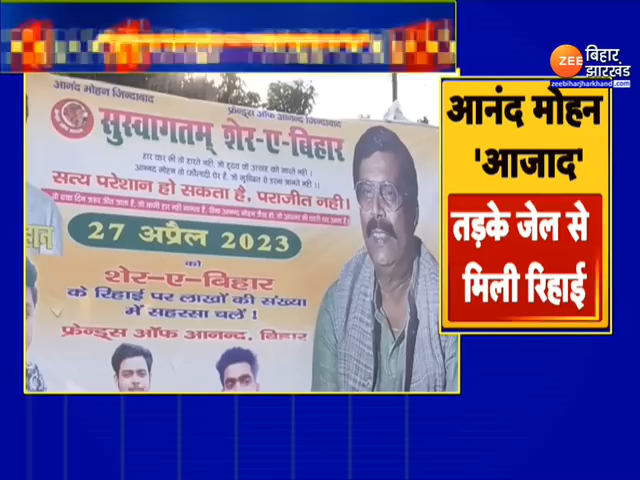 ZEE
बिहार
झारखंड
zeebiharjharkhand.com
आनंद मोहन
'आजाद'
तड़के जेल से
मिली रिहाई
आनंद मोहन जिन्दाबाद
फ्रेन्ड्स ऑफ आनन्द जिन्दाबाद
सुस्वागतम् शेर-ए-बिहार
सत्य परेशान हो सकता है, पराजीत नही।
27 अप्रैल 2023
को
शेर-ए-बिहार
के रिहाई पर लाखों की संख्या
में सहरसा चलें !
फ्रेन्ड्स ऑफ आनन्द, बिहार